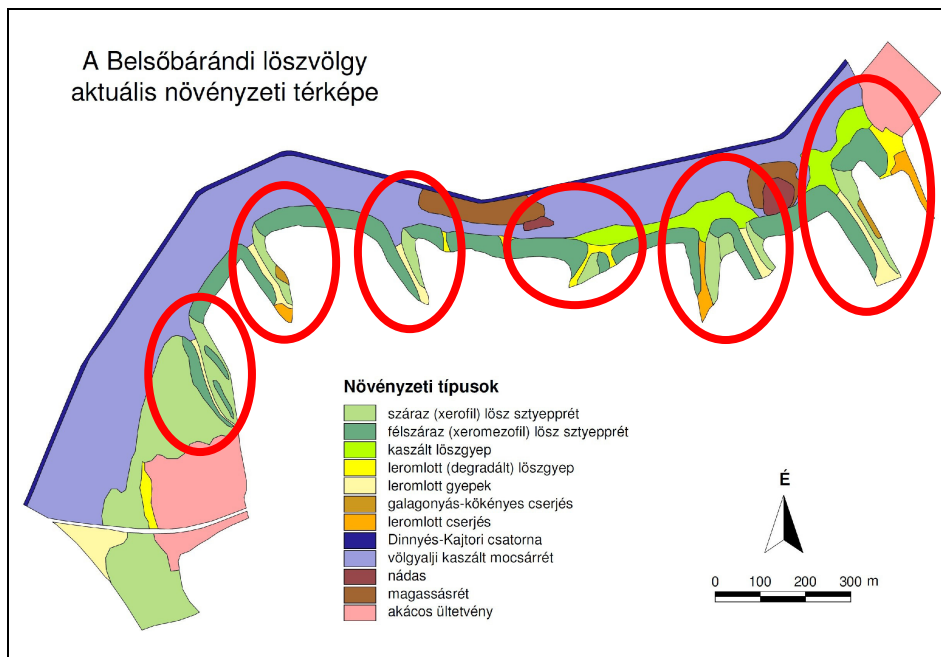 A Belsőbárándi löszvölgy
aktuális növényzeti térképe
Növényzeti típusok
száraz (xerofil) lösz sztyepprét
félszáraz (xeromezofil) lösz sztyepprét
kaszált löszgyep
leromlott (degradált) löszgyep
leromlott gyepek
galagonyás-kökényes cserjés
leromlott cserjés
Dinnyés-Kajtori csatorna
völgyalji kaszált mocsárrét
nádas
magassásrét
akácos ültetvény
É
0 100 200 300 m